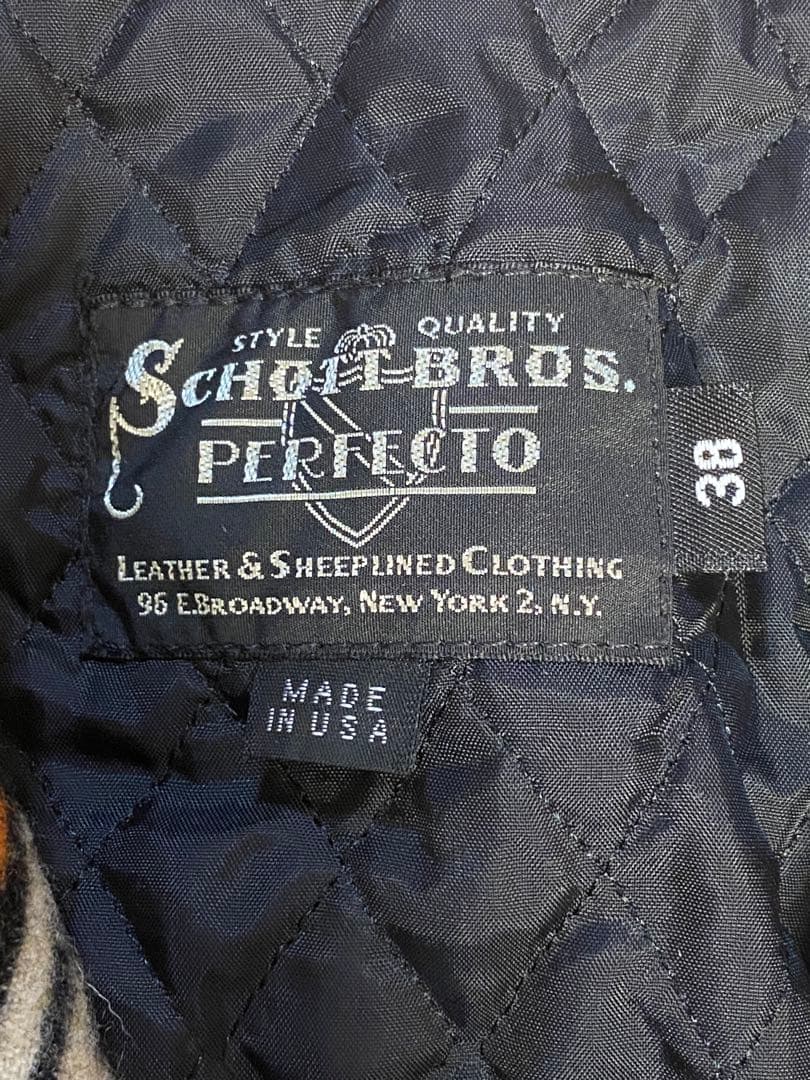 STYLE QUALITY
SCHOTT BROS.
PERFECTO
LEATHER & SHEEPLINED CLOTHING
96 E.BROADWAY, NEW YORK 2, N.Y.
38
MADE
IN USA